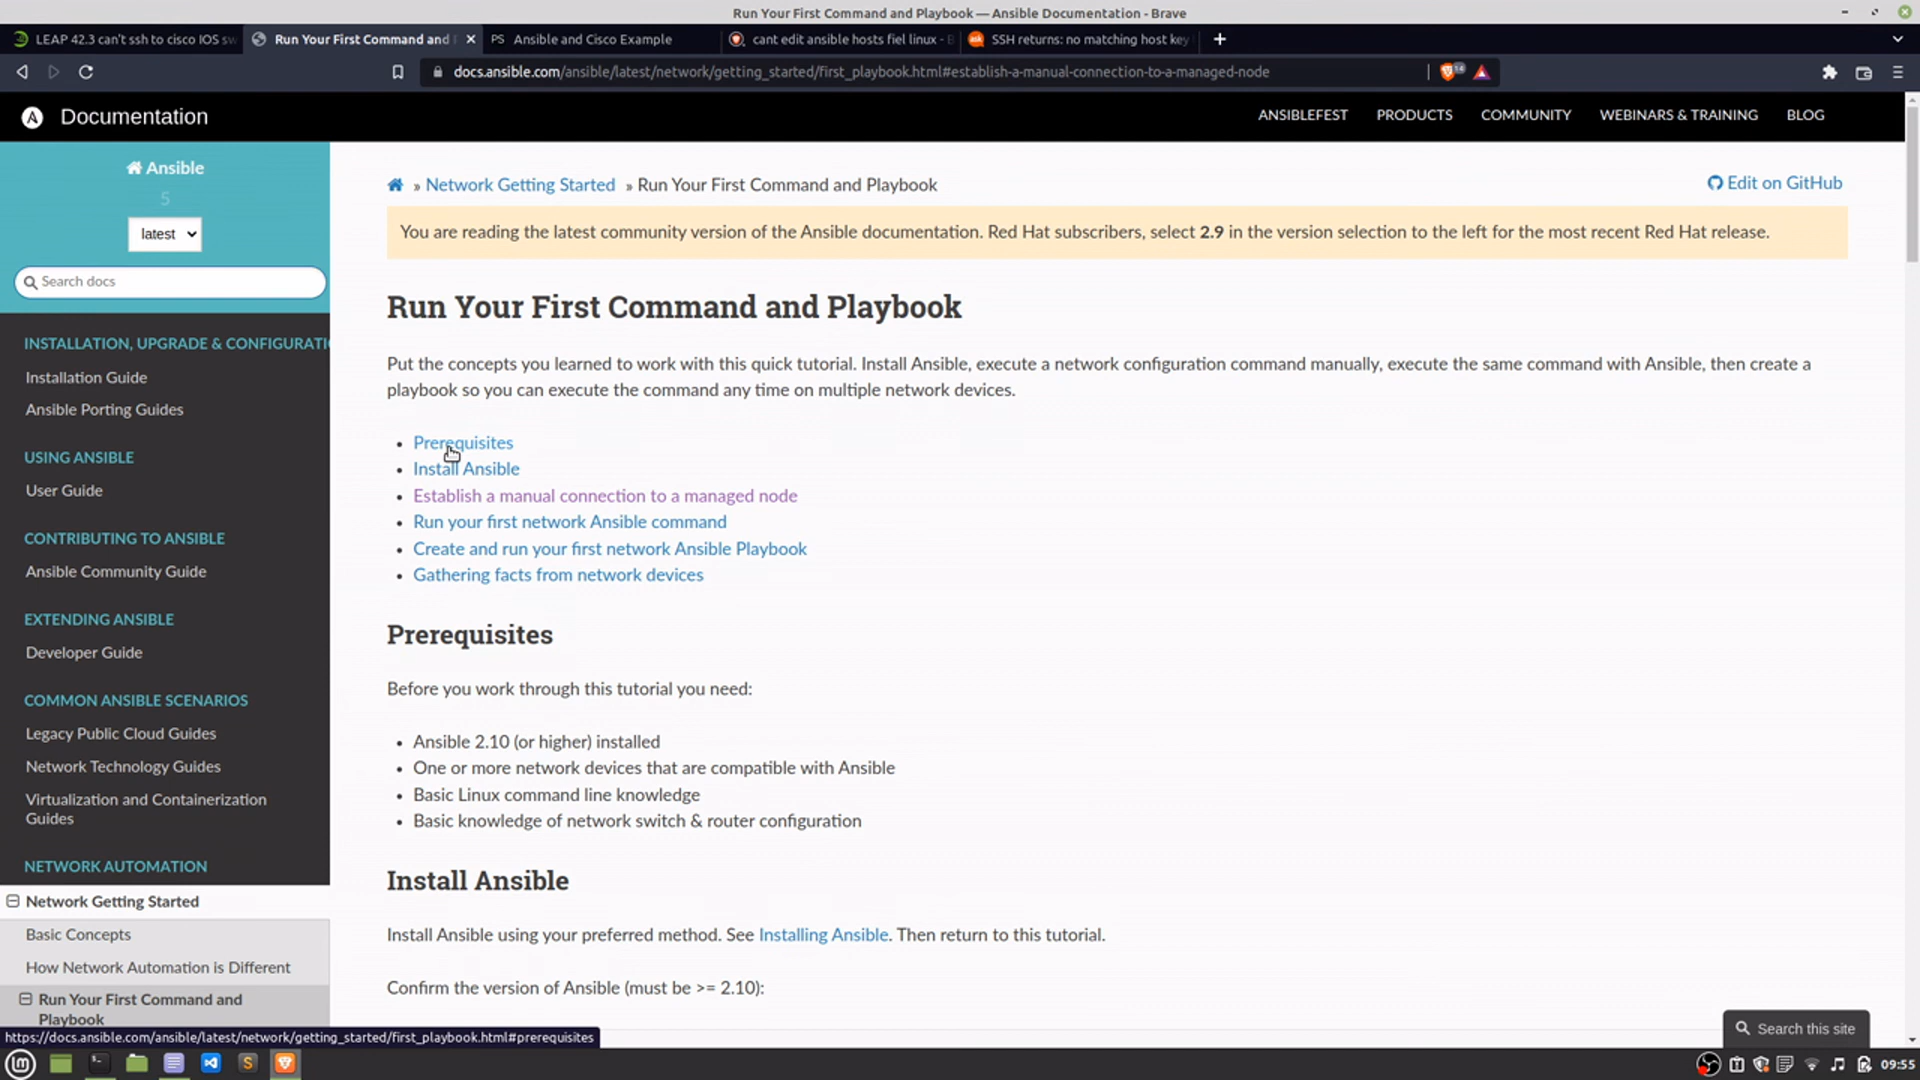 Run Your First Command and Playbook — Ansible Documentation - Brave
LEAP 42.3 can't ssh to cisco IOS sw
Run Your First Command and
PS Ansible and Cisco Example
cant edit ansible hosts fiel linux - B
SSH returns: no matching host key
docs.ansible.com/ansible/latest/network/getting_started/first_playbook.html#establish-a-manual-connection-to-a-managed-node
14
Documentation
ANSIBLEFEST
PRODUCTS
COMMUNITY
WEBINARS & TRAINING
BLOG
Ansible
5
latest
Search docs
INSTALLATION, UPGRADE & CONFIGURATI
Installation Guide
Ansible Porting Guides
USING ANSIBLE
User Guide
CONTRIBUTING TO ANSIBLE
Ansible Community Guide
EXTENDING ANSIBLE
Developer Guide
COMMON ANSIBLE SCENARIOS
Legacy Public Cloud Guides
Network Technology Guides
Virtualization and Containerization
Guides
NETWORK AUTOMATION
Network Getting Started
Basic Concepts
How Network Automation is Different
Run Your First Command and
Playbook
» Network Getting Started » Run Your First Command and Playbook
Edit on GitHub
You are reading the latest community version of the Ansible documentation. Red Hat subscribers, select 2.9 in the version selection to the left for the most recent Red Hat release.
Run Your First Command and Playbook
Put the concepts you learned to work with this quick tutorial. Install Ansible, execute a network configuration command manually, execute the same command with Ansible, then create a
playbook so you can execute the command any time on multiple network devices.
• Prerequisites
• Install Ansible
• Establish a manual connection to a managed node
• Run your first network Ansible command
• Create and run your first network Ansible Playbook
• Gathering facts from network devices
Prerequisites
Before you work through this tutorial you need:
• Ansible 2.10 (or higher) installed
• One or more network devices that are compatible with Ansible
• Basic Linux command line knowledge
• Basic knowledge of network switch & router configuration
Install Ansible
Install Ansible using your preferred method. See Installing Ansible. Then return to this tutorial.
Confirm the version of Ansible (must be >= 2.10):
Search this site
https://docs.ansible.com/ansible/latest/network/getting_started/first_playbook.html#prerequisites
09:55